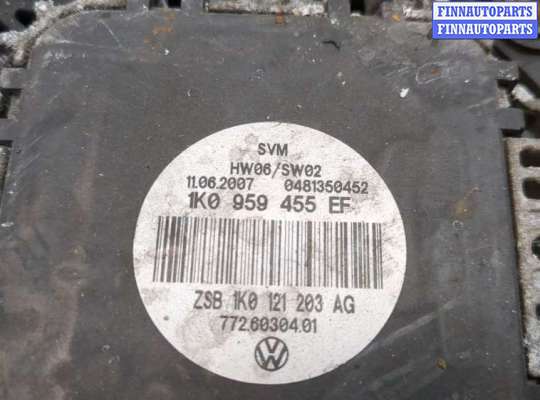 FINNAUTOPARTS
FINNAUTOPARTS
FINNAUTOPARTS
SVM
HW06/SW02
11.06.2007 0481350452
1K0 959 455 EF
ZSB 1K0 121 203 AG
772.60304.01
VW